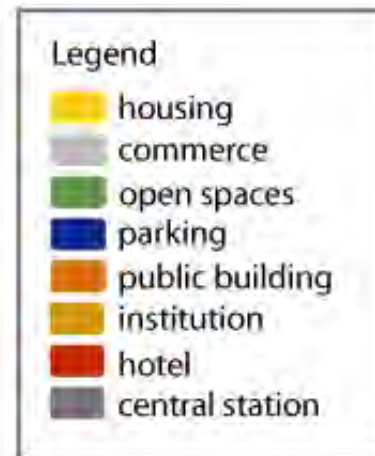 Legend
housing
commerce
open spaces
parking
public building
institution
hotel
central station